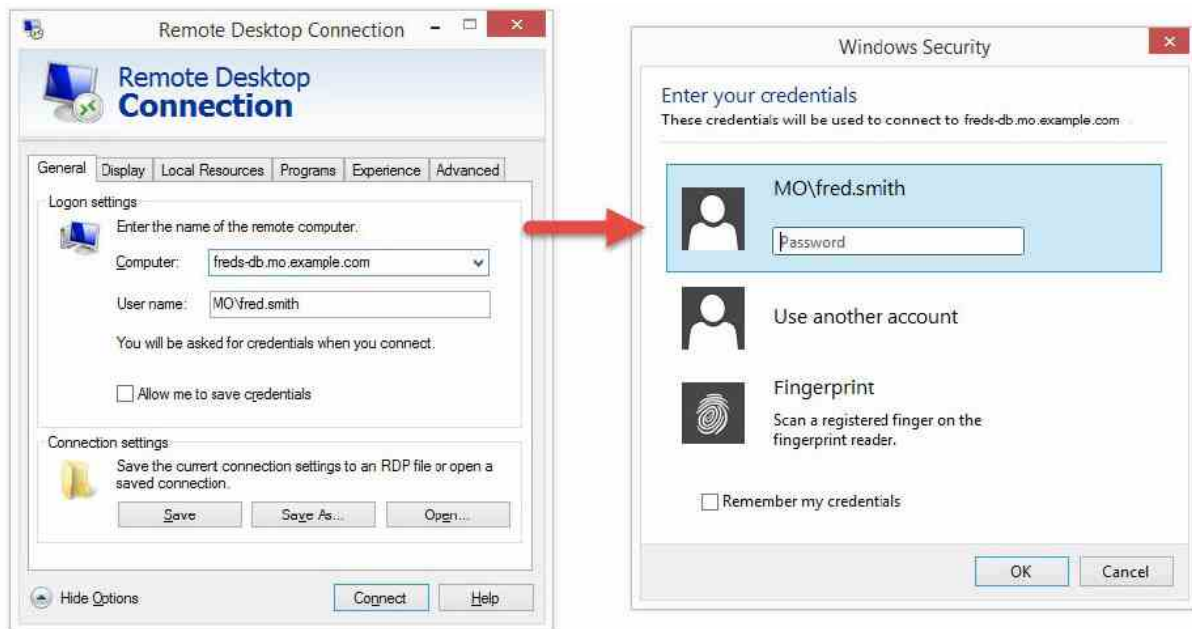 Remote Desktop Connection
Remote Desktop
Connection
General Display Local Resources Programs Experience Advanced
Logon settings
Enter the name of the remote computer.
Computer: freds-db.mo.example.com
User name: MO\fred.smith
You will be asked for credentials when you connect.
Allow me to save credentials
Connection settings
Save the current connection settings to an RDP file or open a
saved connection.
Save Save As... Open...
Hide Options Connect Help
Windows Security
Enter your credentials
These credentials will be used to connect to freds-db.mo.example.com
MO\fred.smith
Password
Use another account
Fingerprint
Scan a registered finger on the
fingerprint reader.
Remember my credentials
OK Cancel